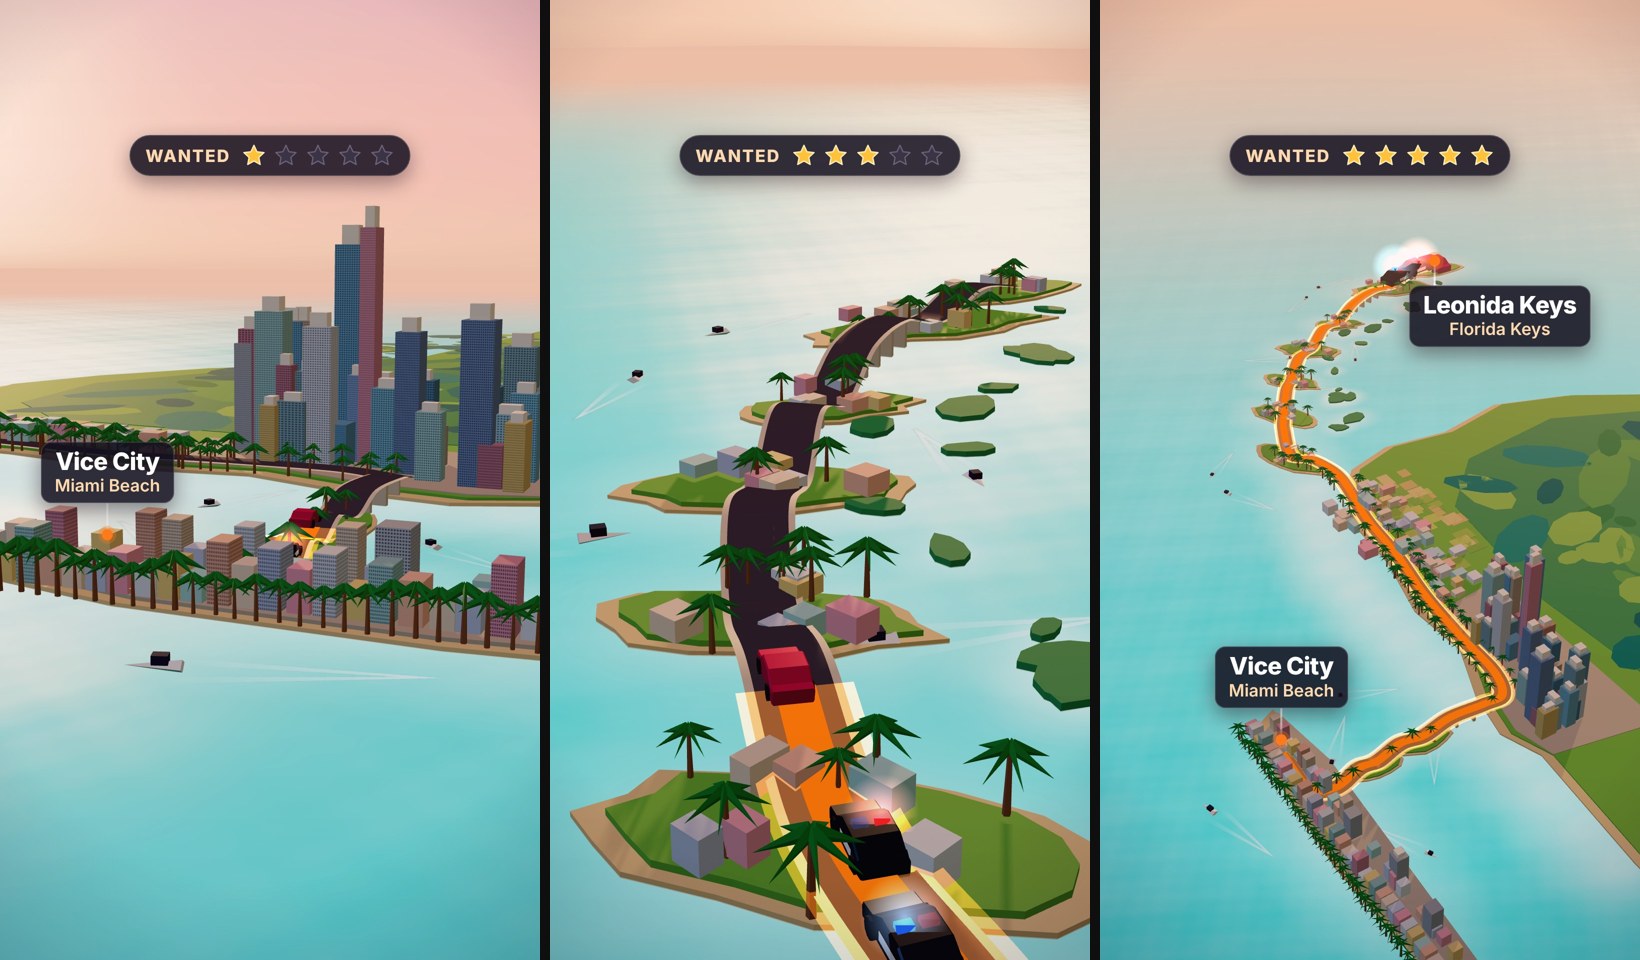 WANTED
Vice City
Miami Beach
WANTED
WANTED
Leonida Keys
Florida Keys
Vice City
Miami Beach